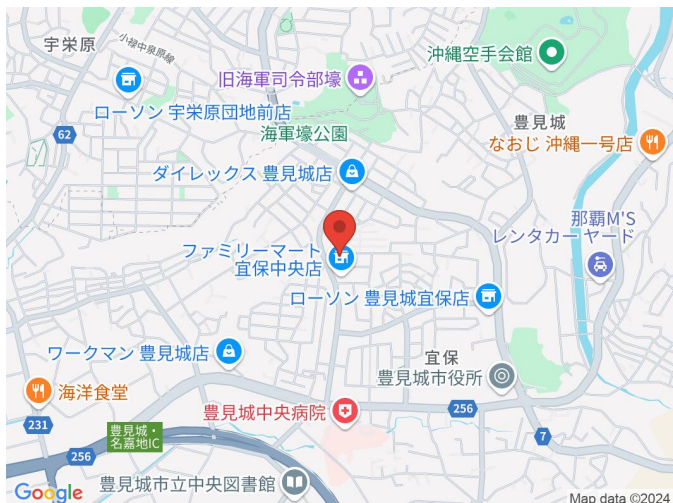 宇栄原
小禄中泉原線
沖縄空手会館
旧海軍司令部壕
ローソン 宇栄原団地前店
62
海軍壕公園
豊見城
なおじ 沖縄一号店
ダイレックス 豊見城店
那覇M'S
レンタカー ヤード
ファミリーマート
宜保中央店
ローソン 豊見城宜保店
ワークマン 豊見城店
宜保
豊見城市役所
海洋食堂
豊見城中央病院
256
231
豊見城・
名嘉地IC
7
256
豊見城市立中央図書館
Google
Map data ©2024